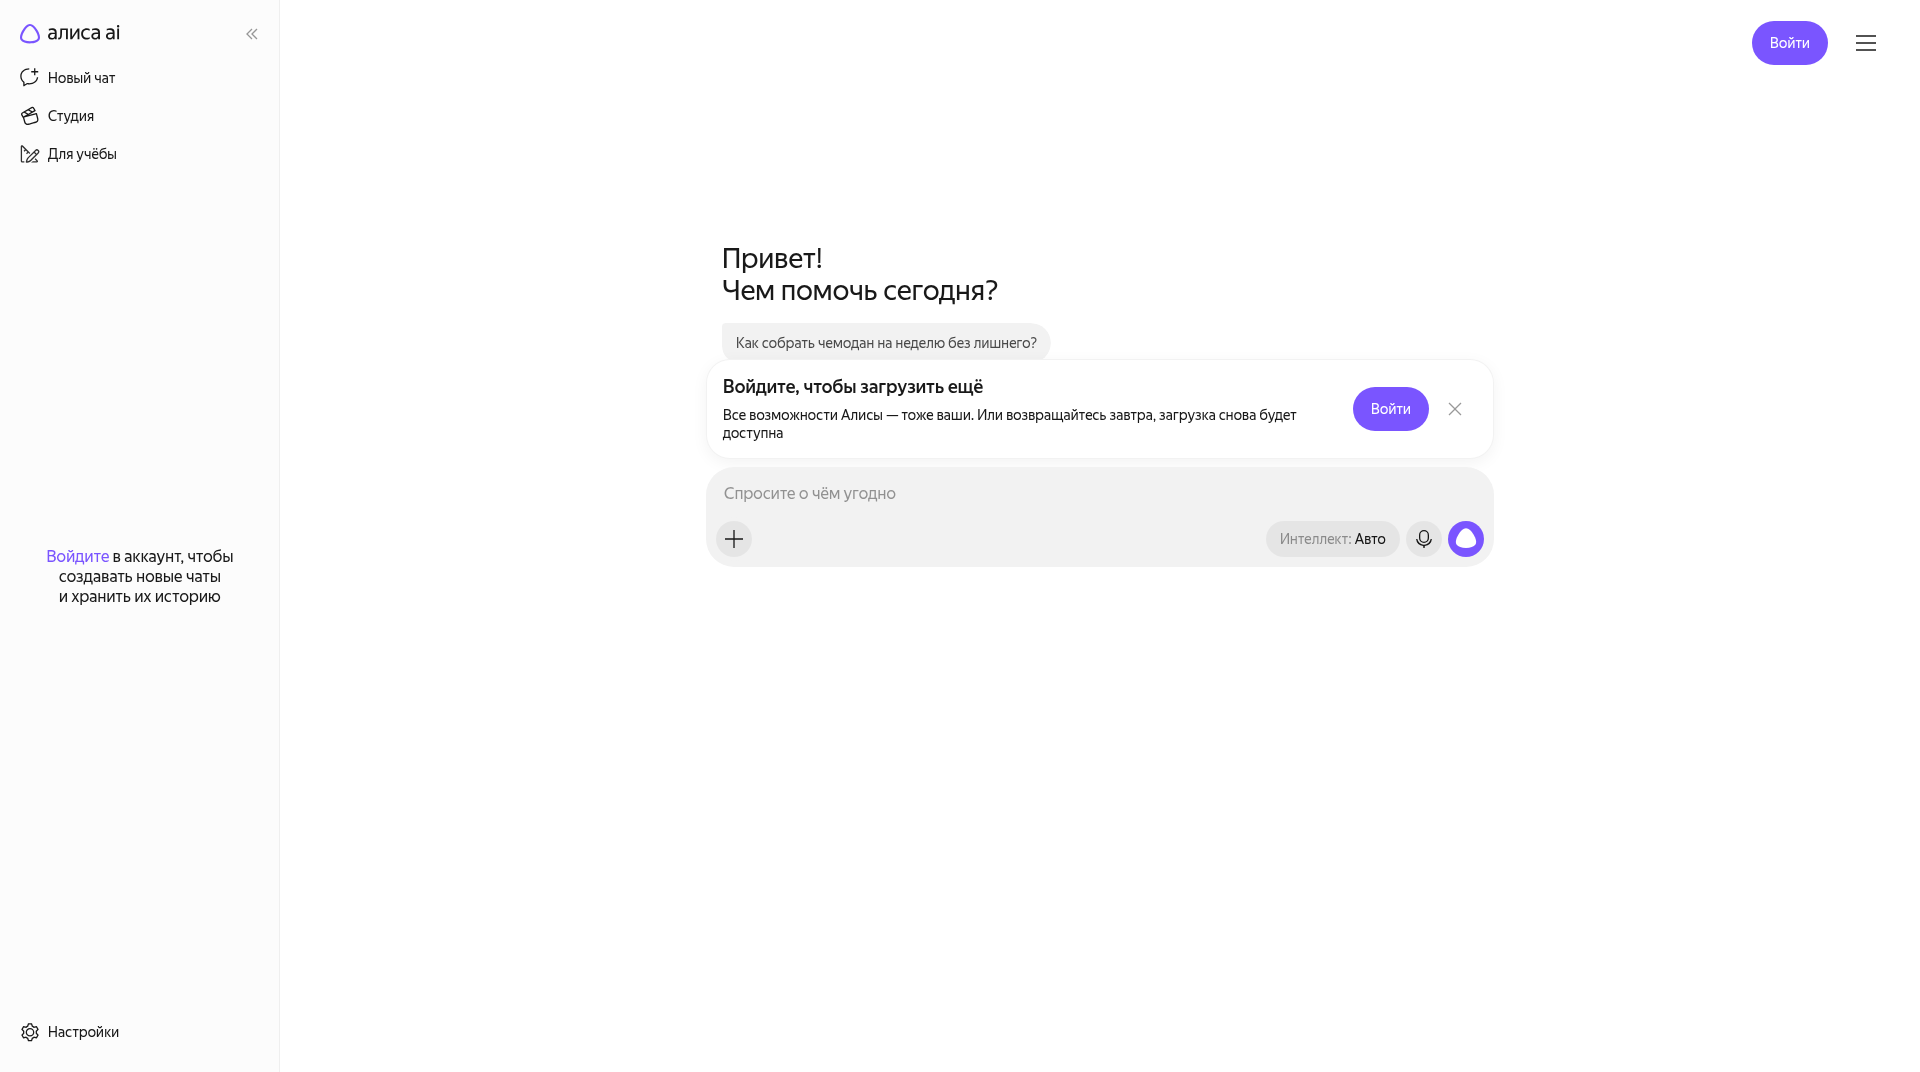 алиса ai
Новый чат
Студия
Для учёбы
Войдите в аккаунт, чтобы
создавать новые чаты
и хранить их историю
Настройки
Войти
Привет!
Чем помочь сегодня?
Как собрать чемодан на неделю без лишнего?
Войдите, чтобы загрузить ещё
Все возможности Алисы — тоже ваши. Или возвращайтесь завтра, загрузка снова будет
доступна
Войти
Спросите о чём угодно
Интеллект: Авто